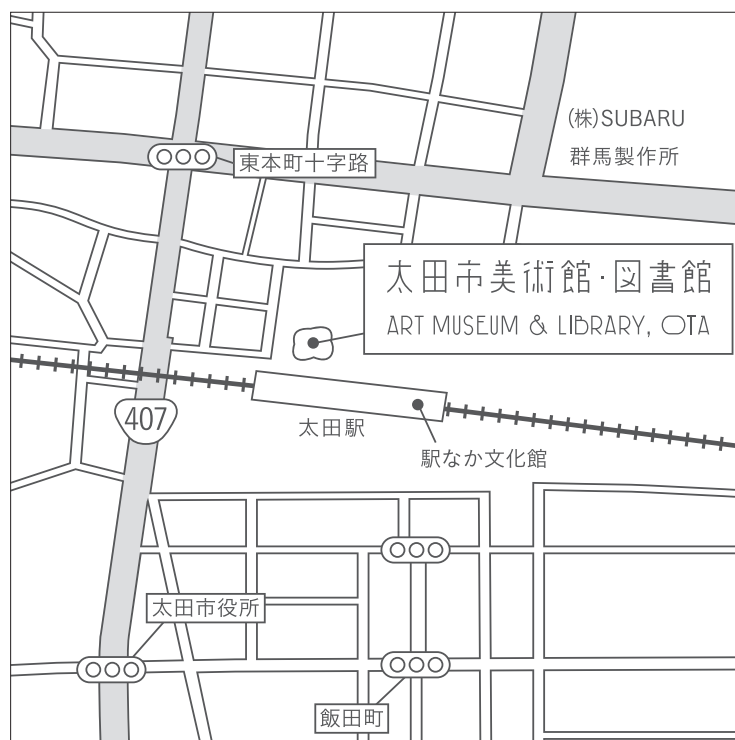 (株)SUBARU
群馬製作所
東本町十字路
太田市美術館・図書館
ART MUSEUM & LIBRARY, OTA
407
太田駅
駅なか文化館
太田市役所
飯田町